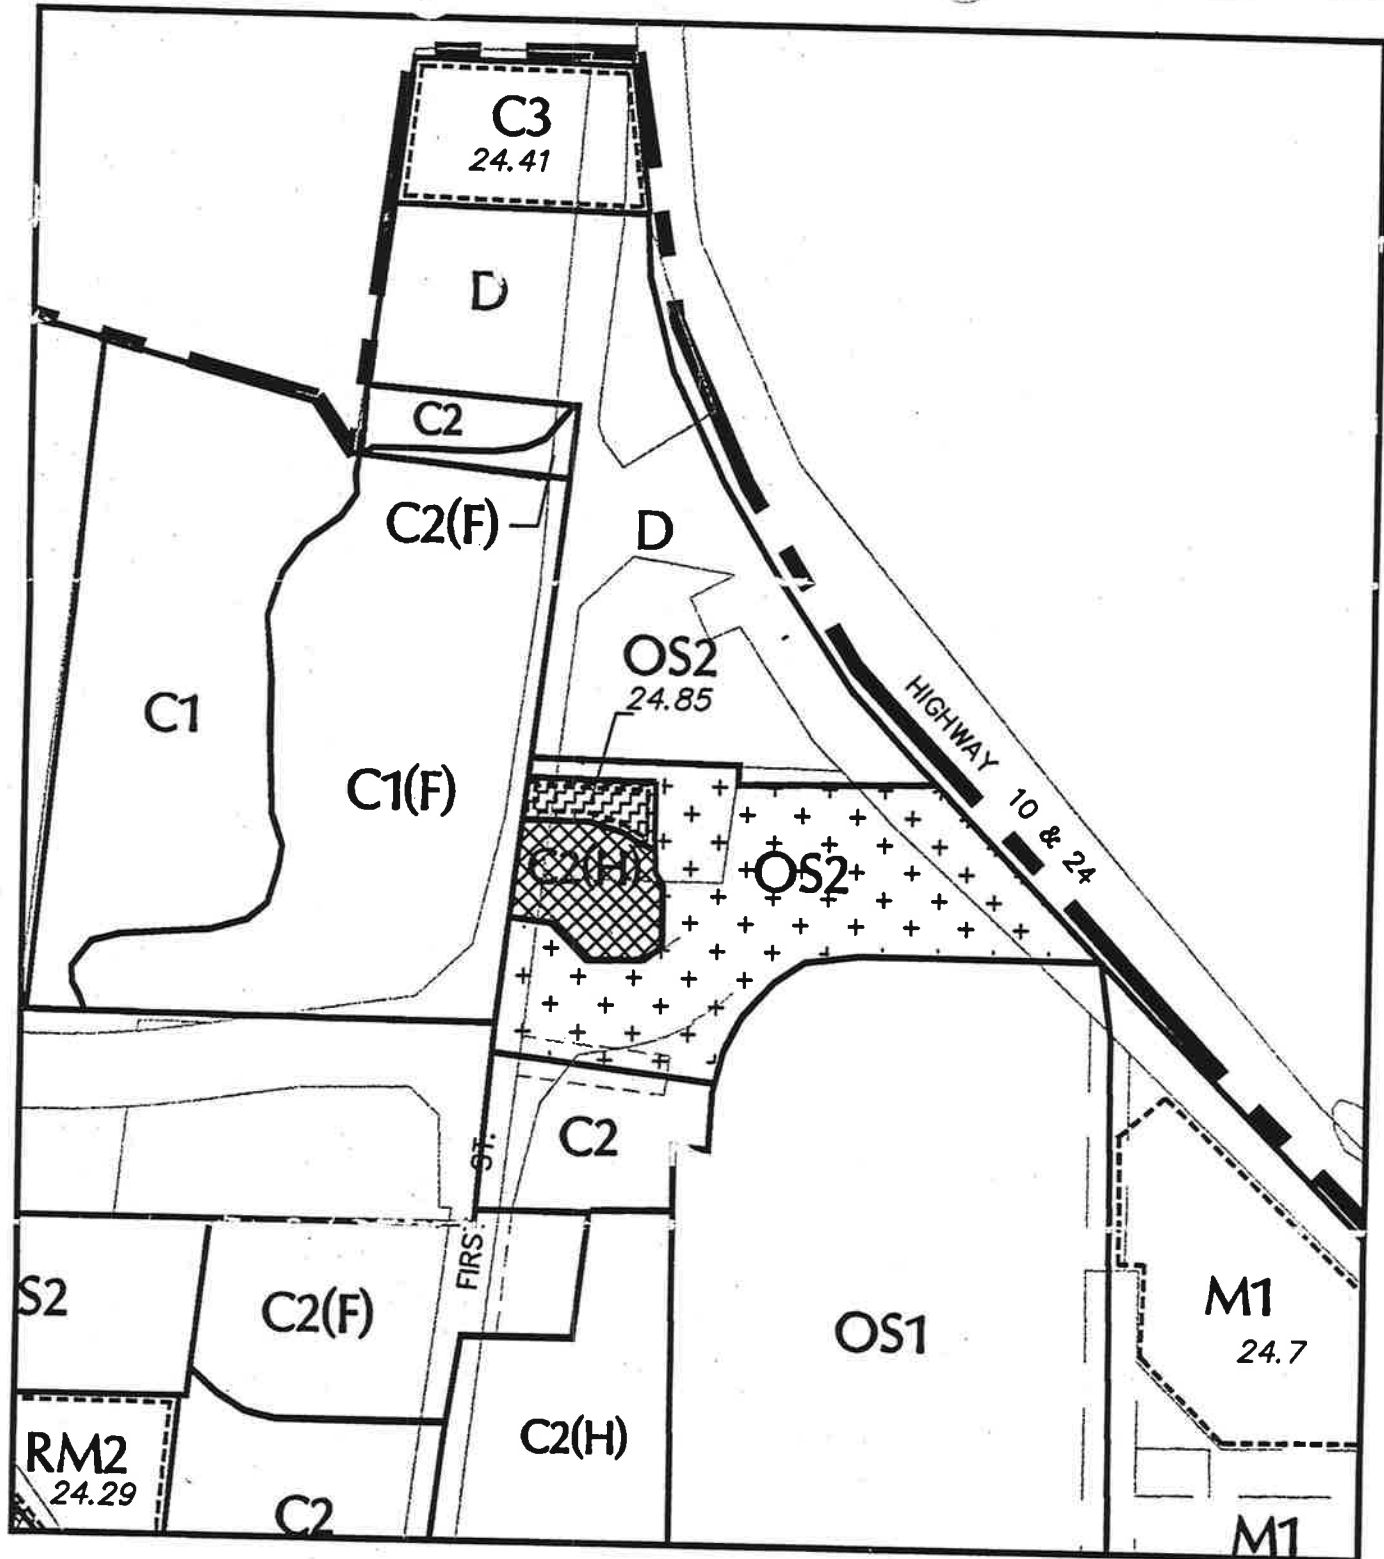 C3
24.41
D
C2
C2(F)
D
OS2
24.85
C1
C1(F)
HIGHWAY 10 & 24
C2(H)
OS2
C2
FIRST ST.
S2
C2(F)
OS1
M1
24.7
RM2
24.29
C2(H)
C2
M1